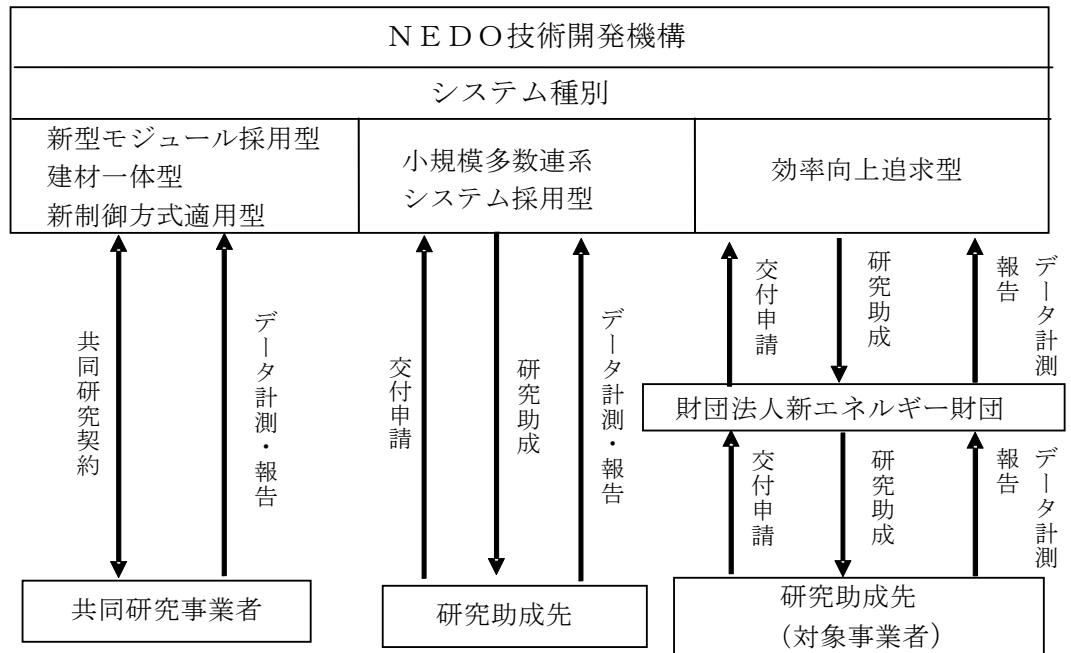 ＮＥＤＯ技術開発機構
システム種別
新型モジュール採用型
建材一体型
新制御方式適用型
小規模多数連系
システム採用型
効率向上追求型
共同研究契約
データ計測・報告
交付申請
研究助成
データ計測・報告
交付申請
研究助成
データ計測
報告
財団法人新エネルギー財団
交付申請
研究助成
データ計測
報告
共同研究事業者
研究助成先
研究助成先
（対象事業者）